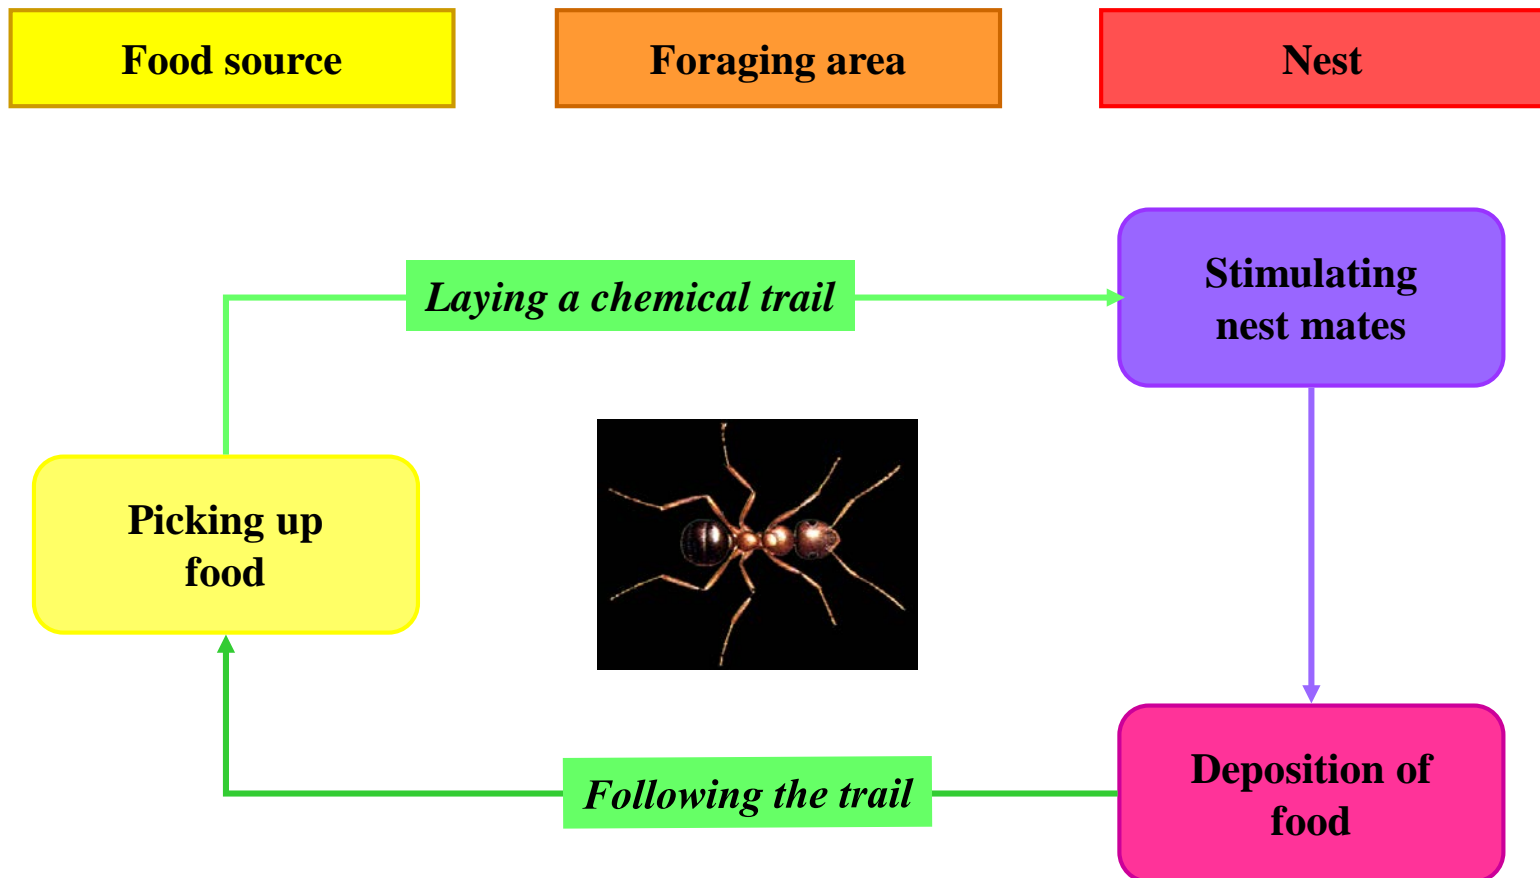 Food source
Foraging area
Nest
Laying a chemical trail
Stimulating
nest mates
Picking up
food
Following the trail
Deposition of
food